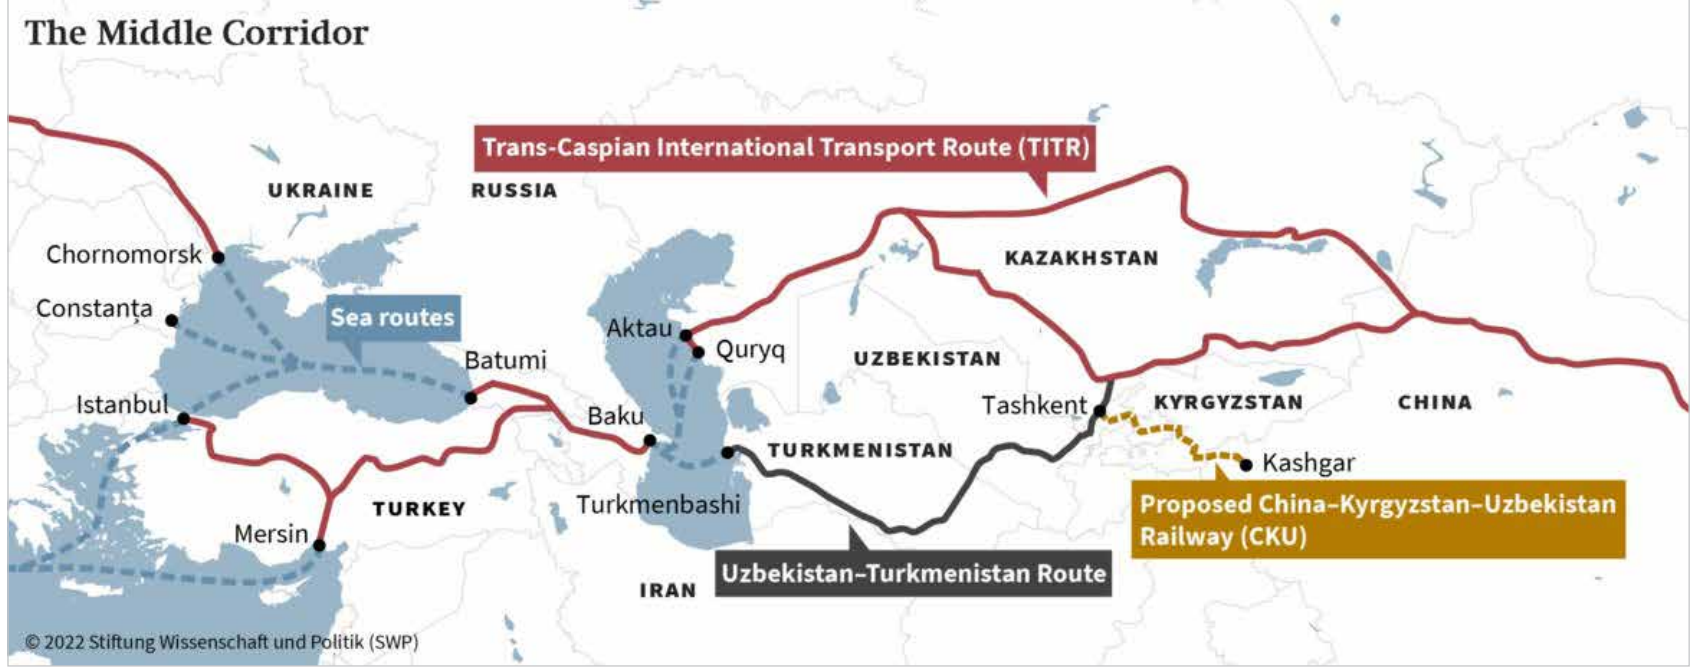 The Middle Corridor
Trans-Caspian International Transport Route (TITR)
UKRAINE
RUSSIA
Chornomorsk
KAZAKHSTAN
Constanța
Sea routes
Aktau
Quryq
Batumi
UZBEKISTAN
Istanbul
Baku
Tashkent
KYRGYZSTAN
CHINA
TURKMENISTAN
Kashgar
TURKEY
Turkmenbashi
Proposed China–Kyrgyzstan–Uzbekistan
Railway (CKU)
Mersin
Uzbekistan–Turkmenistan Route
IRAN
© 2022 Stiftung Wissenschaft und Politik (SWP)